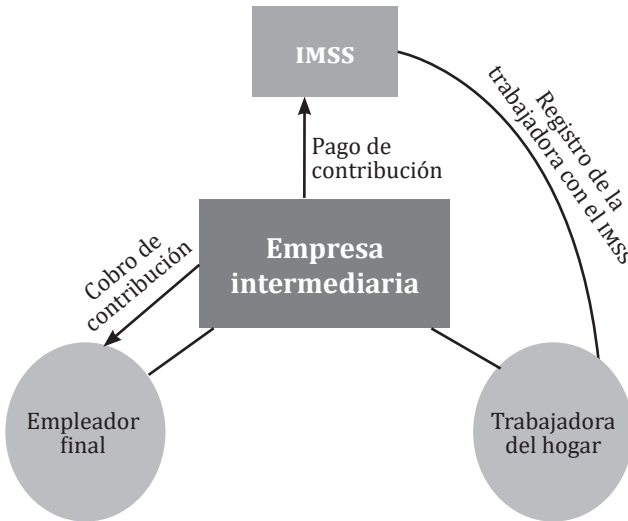 IMSS
Registro de la
trabajadora con el IMSS
Pago de
contribución
Empresa
intermediaria
Cobro de
contribución
Empleador
final
Trabajadora
del hogar